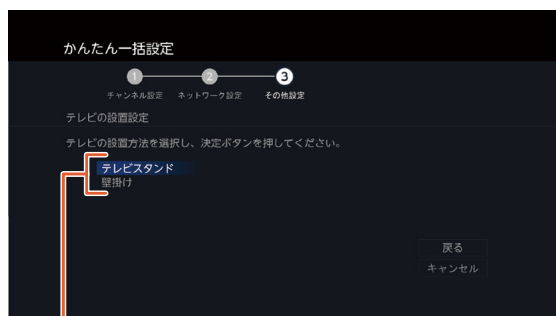 かんたん一括設定
1 2 3
チャンネル設定 ネットワーク設定 その他設定
テレビの設置設定
テレビの設置方法を選択し、決定ボタンを押してください。
テレビスタンド
壁掛け
戻る
キャンセル